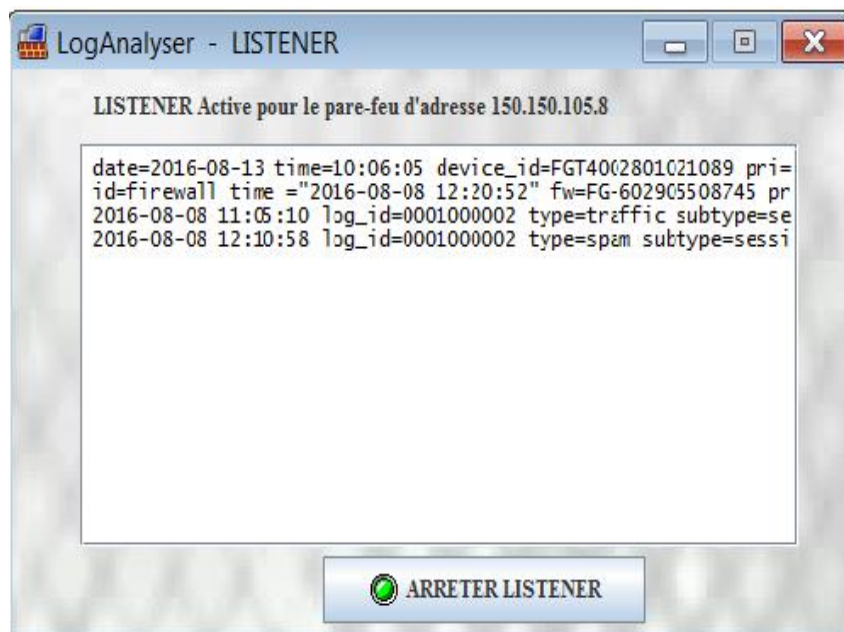 LogAnalyser - LISTENER
LISTENER Active pour le pare-feu d'adresse 150.150.105.8
date=2016-08-13 time=10:06:05 device_id=FGT4002801021089 pri=
id=firewall time ="2016-08-08 12:20:52" fw=FG-602905508745 pr
2016-08-08 11:05:10 log_id=0001000002 type=traffic subtype=se
2016-08-08 12:10:58 log_id=0001000002 type=spam subtype=sessi
ARRETER LISTENER